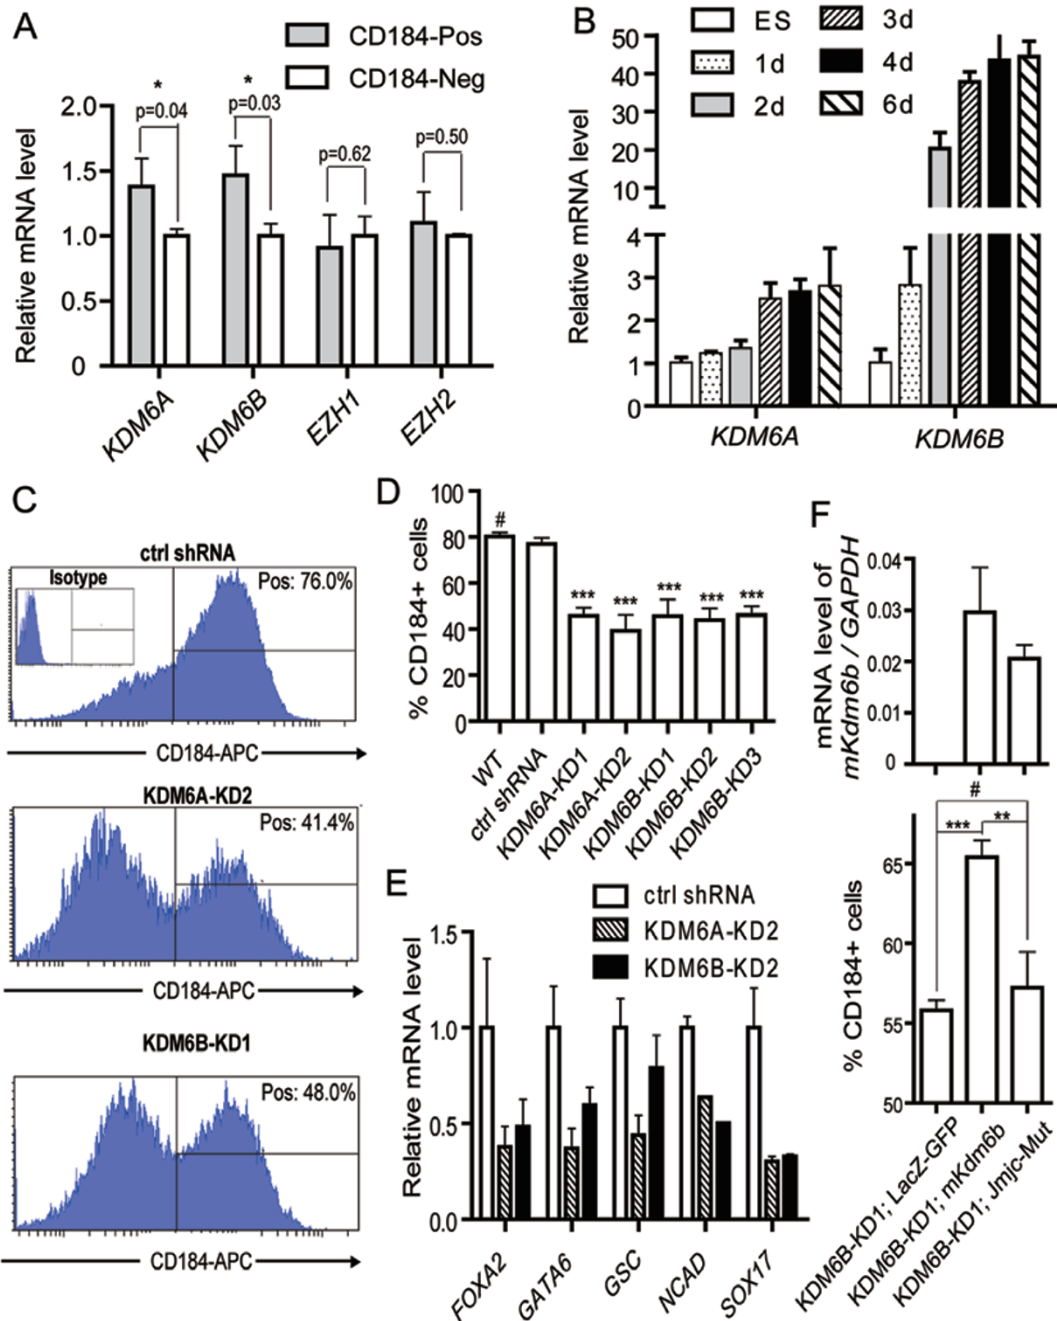 A
CD184-Pos
CD184-Neg
Relative mRNA level
2.0
1.5
1.0
0.5
0
*
p=0.04
*
p=0.03
p=0.62
p=0.50
KDM6A
KDM6B
EZH1
EZH2
B
ES
1d
2d
3d
4d
6d
Relative mRNA level
50
40
30
20
10
4
3
2
1
0
KDM6A
KDM6B
C
ctrl shRNA
Isotype
Pos: 76.0%
CD184-APC
KDM6A-KD2
Pos: 41.4%
CD184-APC
KDM6B-KD1
Pos: 48.0%
CD184-APC
D
% CD184+ cells
100
80
60
40
20
0
#
***
***
***
***
***
WT
ctrl shRNA
KDM6A-KD1
KDM6A-KD2
KDM6B-KD1
KDM6B-KD2
KDM6B-KD3
E
ctrl shRNA
KDM6A-KD2
KDM6B-KD2
Relative mRNA level
1.5
1.0
0.5
0.0
FOXA2
GATA6
GSC
NCAD
SOX17
F
mRNA level of
mKdm6b / GAPDH
0.04
0.03
0.02
0.01
0
#
***
**
% CD184+ cells
65
60
55
50
KDM6B-KD1; LacZ-GFP
KDM6B-KD1; mKdm6b
KDM6B-KD1; Jmjc-Mut